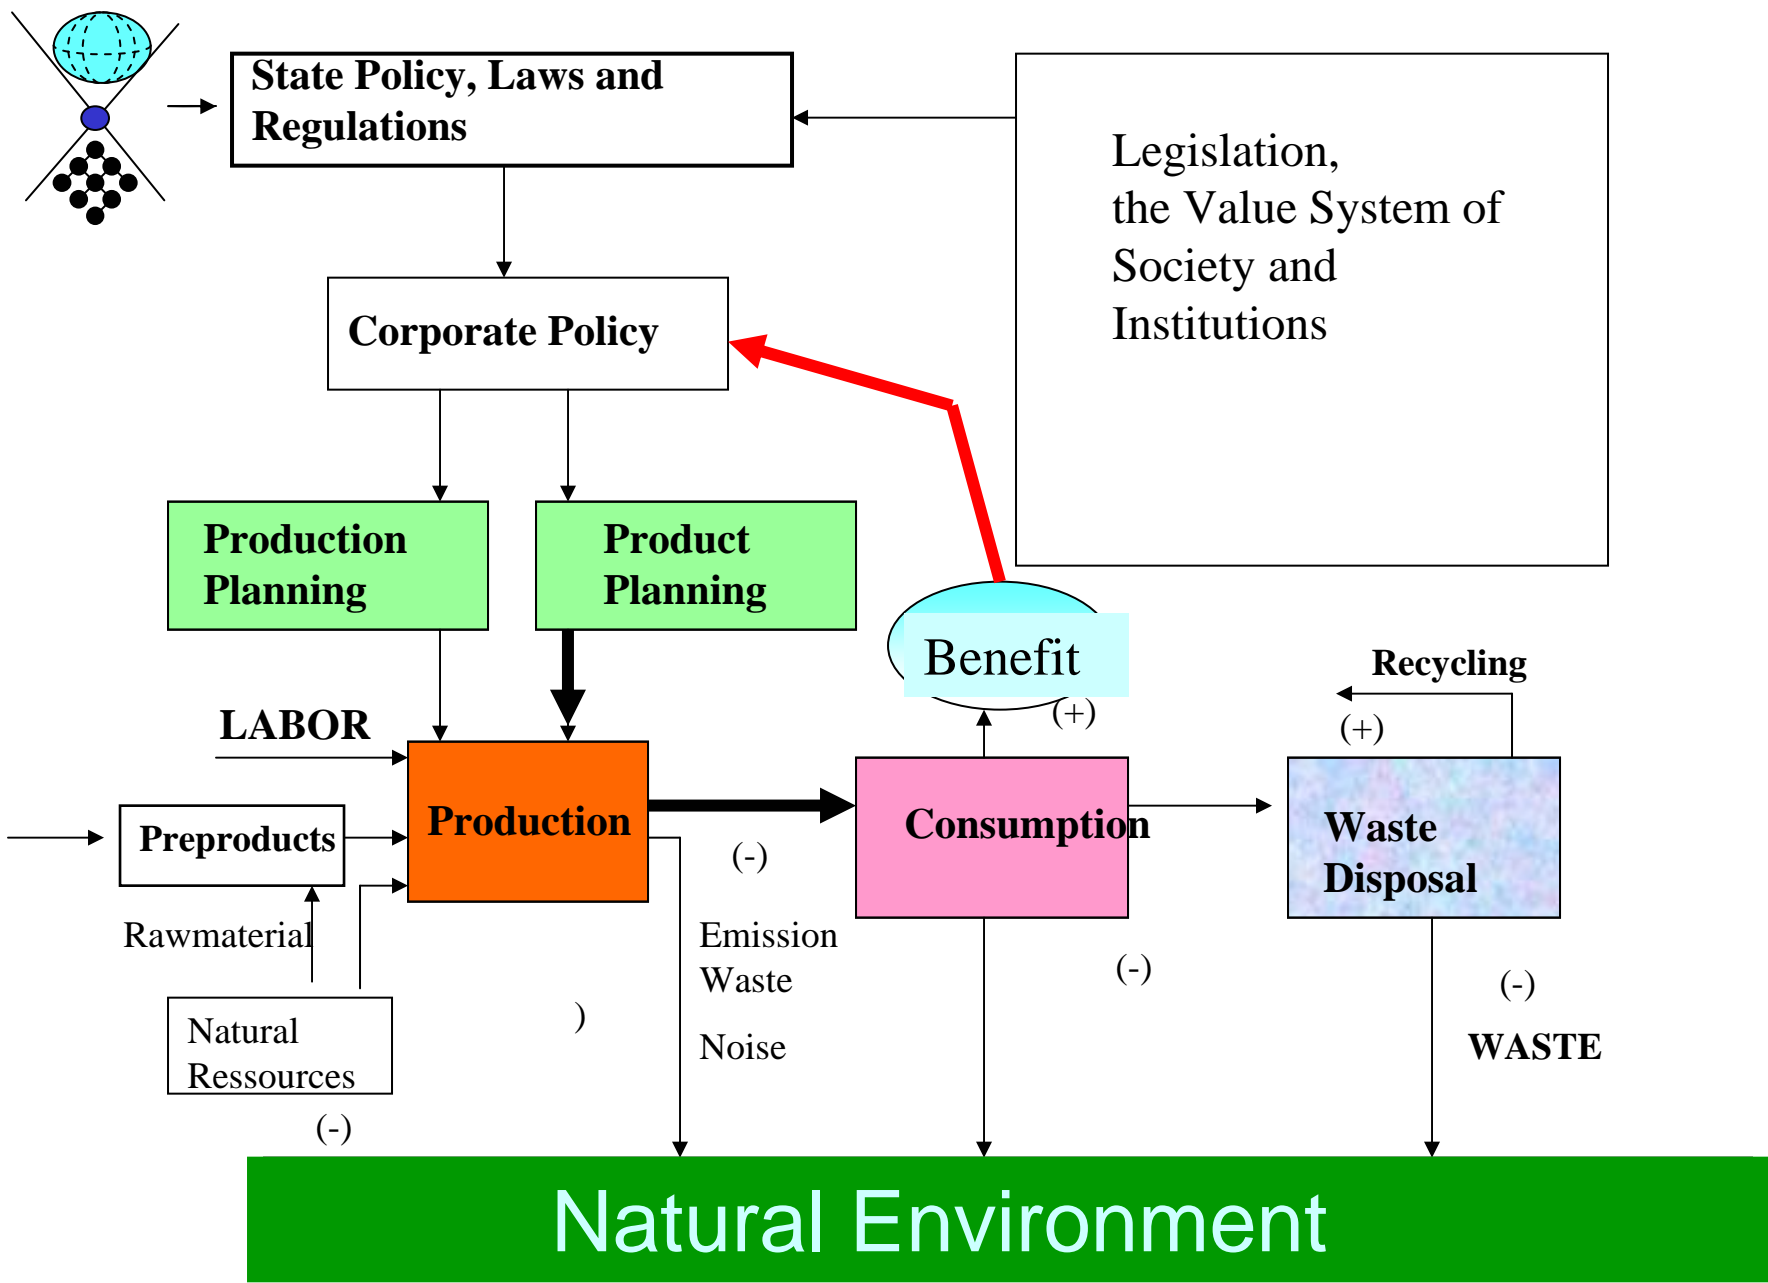 State Policy, Laws and
Regulations
Legislation,
the Value System of
Society and
Institutions
Corporate Policy
Production
Planning
Product
Planning
Benefit
(+)
Recycling
(+)
LABOR
Preproducts
Production
(-)
Consumption
Waste
Disposal
Rawmaterial
Emission
Waste
Noise
(-)
(-)
WASTE
)
Natural
Ressources
(-)
Natural Environment